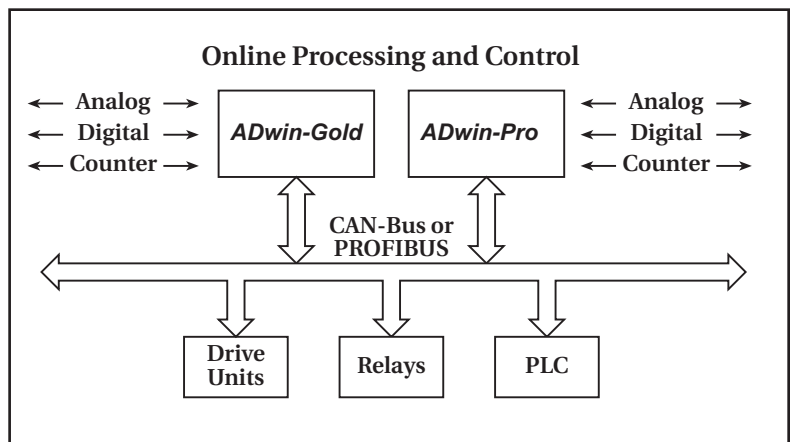 Online Processing and Control
Analog
Digital
Counter
ADwin-Gold
ADwin-Pro
Analog
Digital
Counter
CAN-Bus or
PROFIBUS
Drive
Units
Relays
PLC